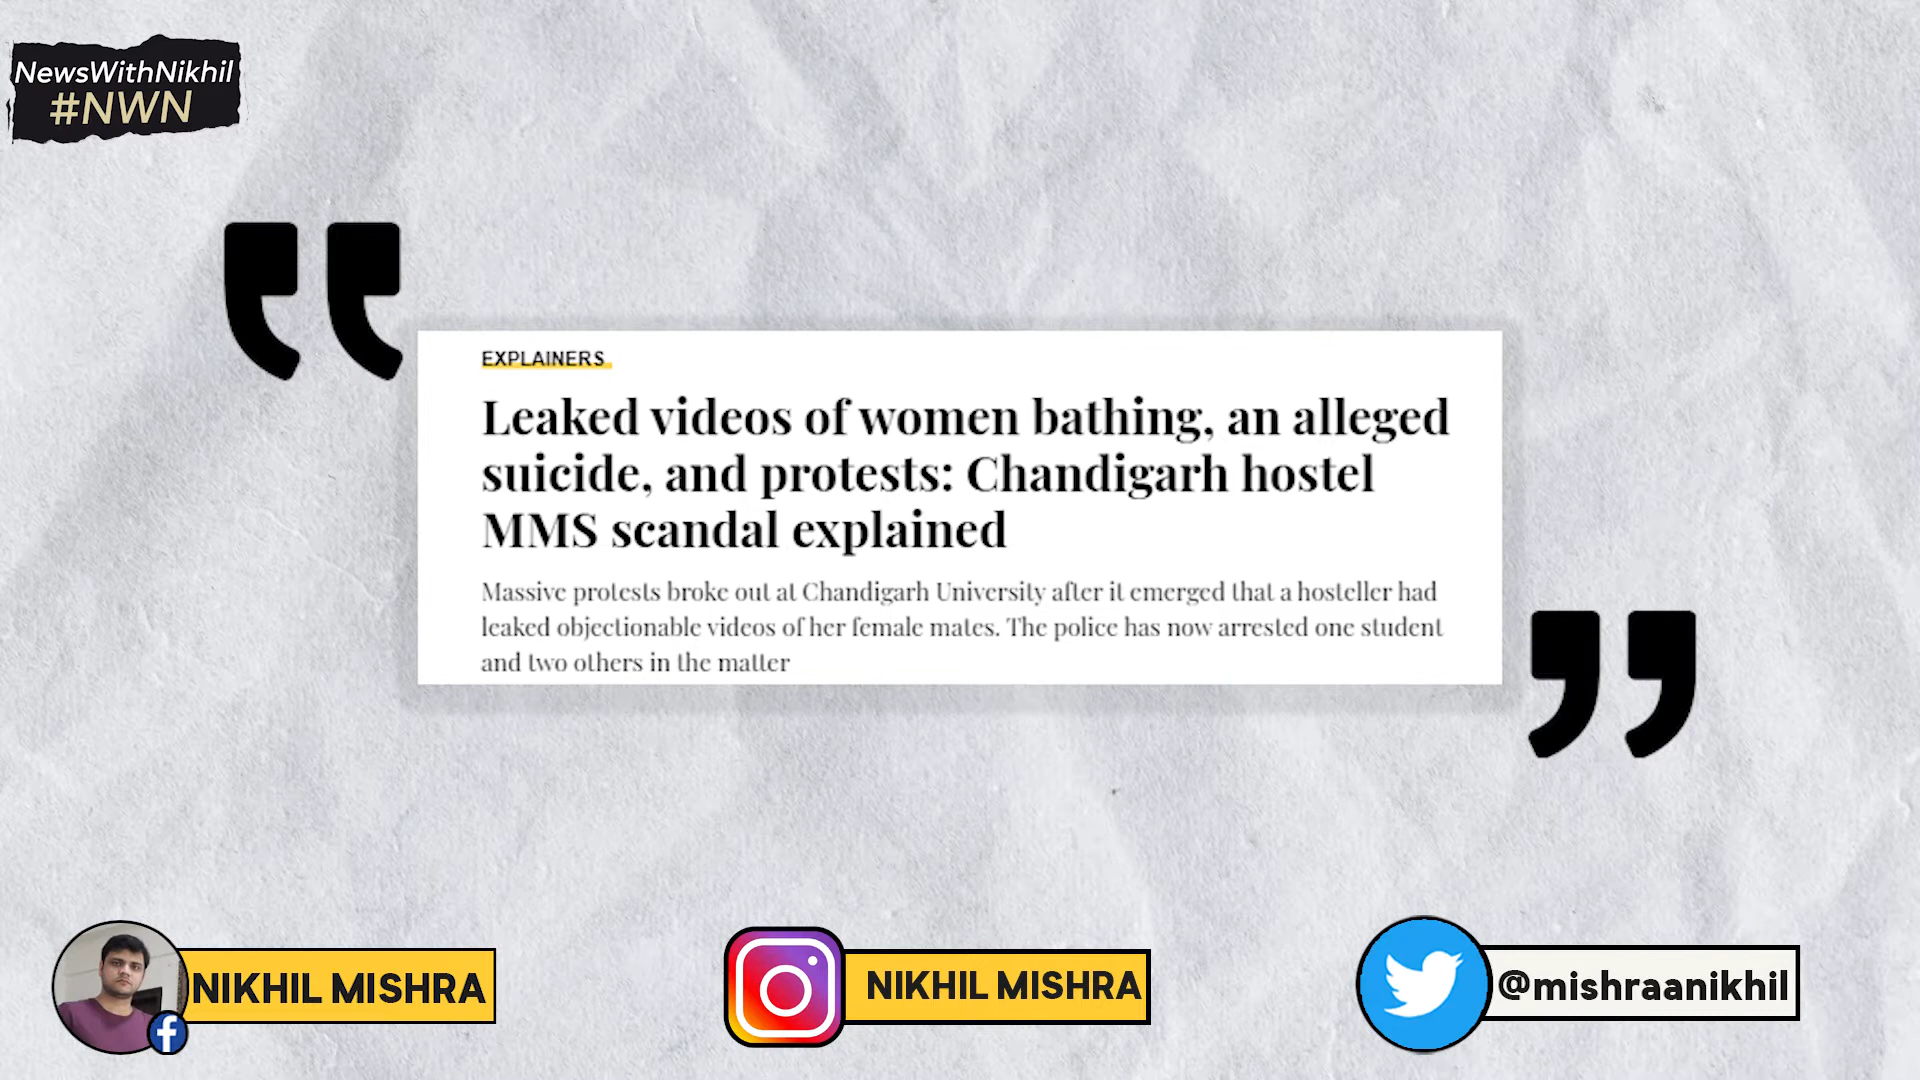 NewsWithNikhil
#NWN
EXPLAINERS
Leaked videos of women bathing, an alleged
suicide, and protests: Chandigarh hostel
MMS scandal explained
Massive protests broke out at Chandigarh University after it emerged that a hosteller had
leaked objectionable videos of her female mates. The police has now arrested one student
and two others in the matter
NIKHIL MISHRA
NIKHIL MISHRA
@mishraanikhil